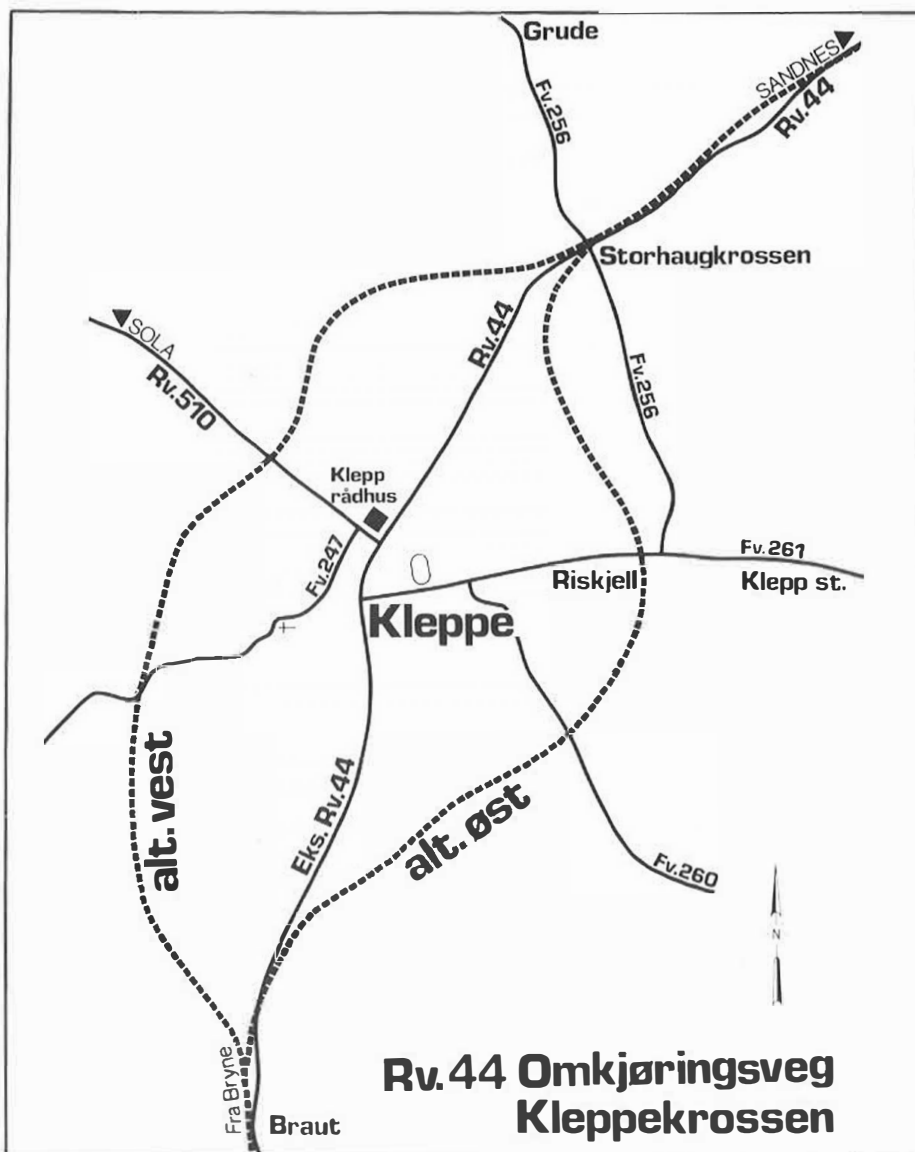 Grude
SANDNES
Fv.256
Rv.44
Storhaugkrossen
SOLA
Rv.510
Rv.44
Fv.256
Klepp
rådhus
Fv.247
Fv.261
Riskjell
Klepp st.
Kleppe
alt.vest
Eks. Rv.44
alt. øst
Fv.260
N
Fra Bryne
Braut
Rv.44 Omkjøringsveg
Kleppekrossen